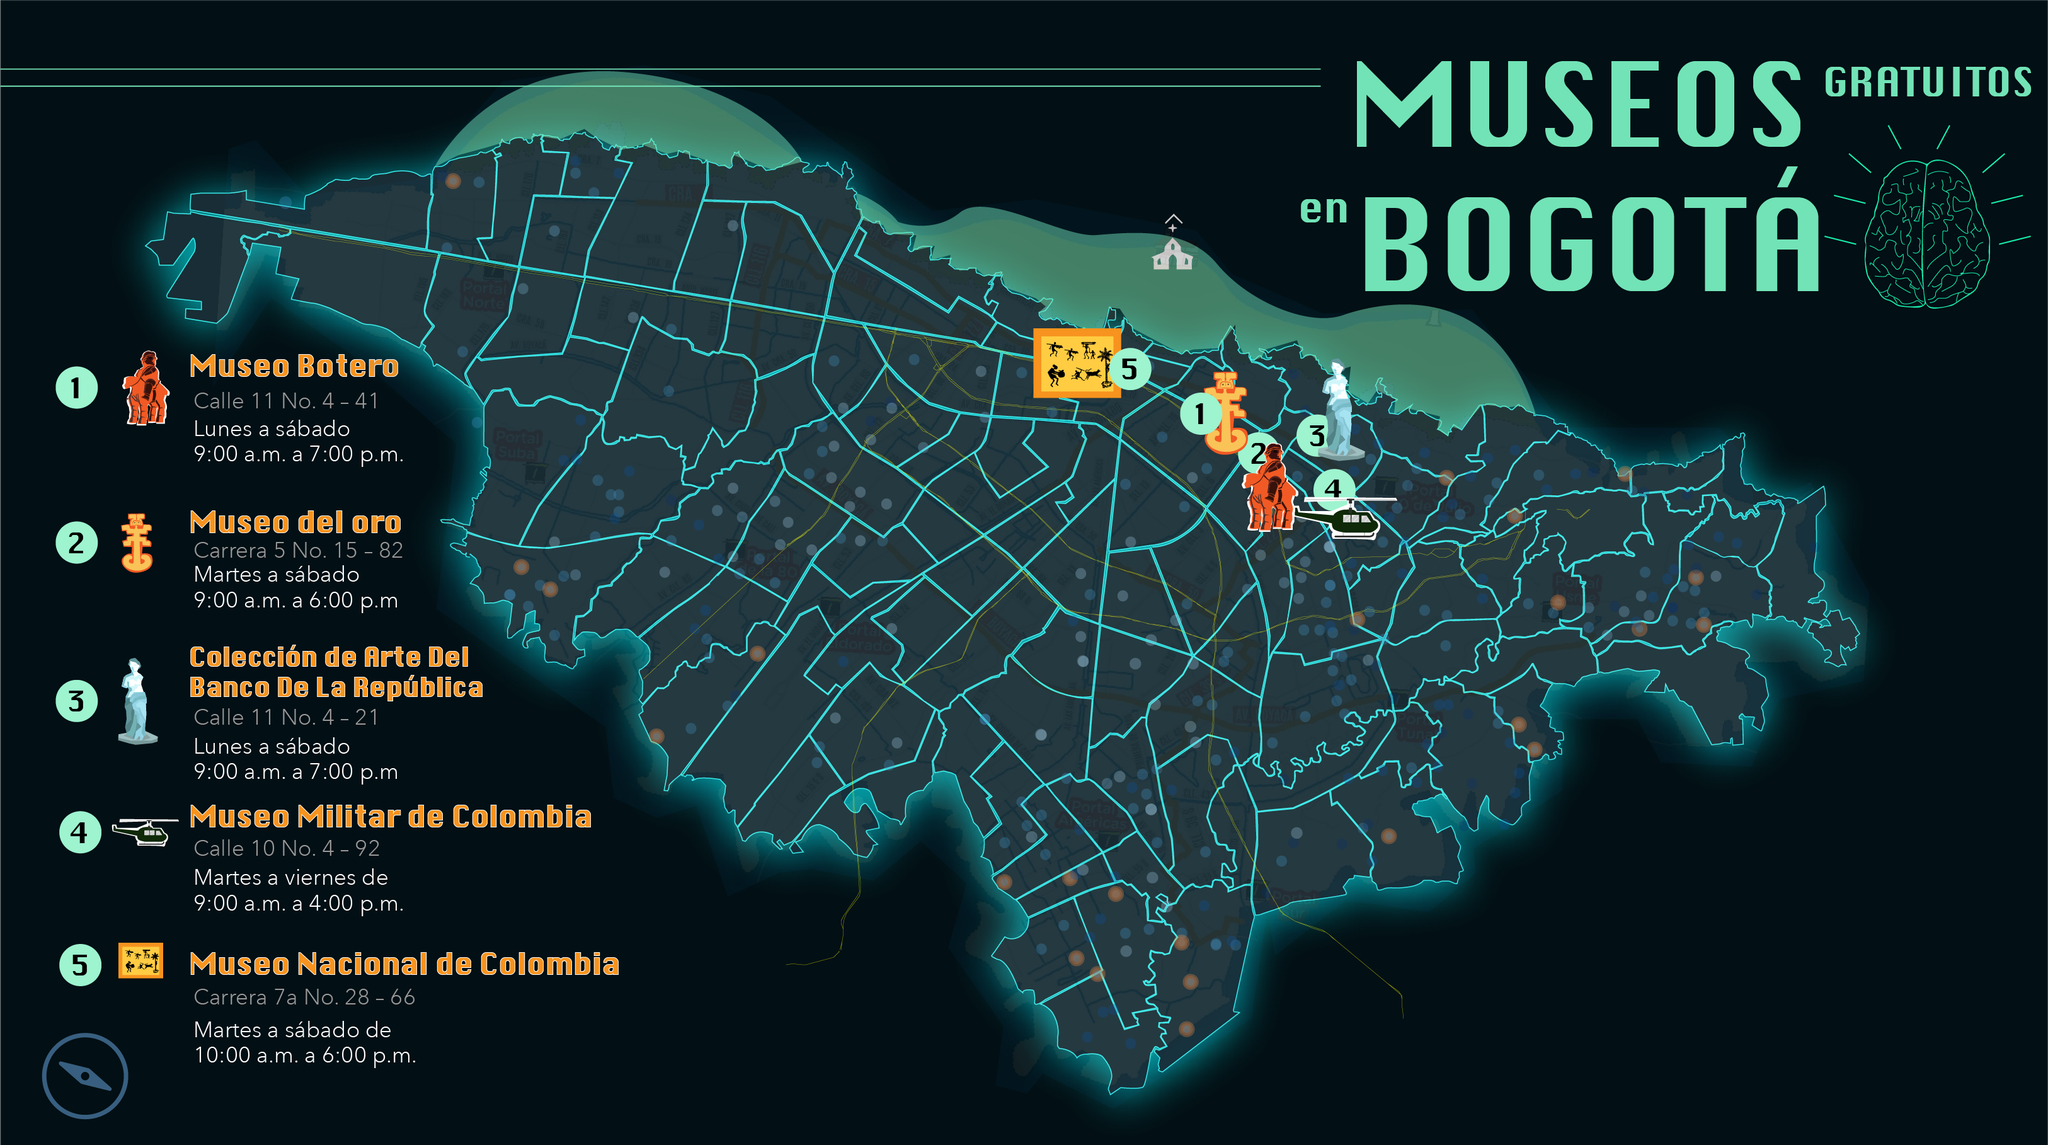 MUSEOS GRATUITOS
en BOGOTÁ
1
Museo Botero
Calle 11 No. 4 – 41
Lunes a sábado
9:00 a.m. a 7:00 p.m.
2
Museo del oro
Carrera 5 No. 15 – 82
Martes a sábado
9:00 a.m. a 6:00 p.m
3
Colección de Arte Del
Banco De La República
Calle 11 No. 4 – 21
Lunes a sábado
9:00 a.m. a 7:00 p.m
4
Museo Militar de Colombia
Calle 10 No. 4 – 92
Martes a viernes de
9:00 a.m. a 4:00 p.m.
5
Museo Nacional de Colombia
Carrera 7a No. 28 – 66
Martes a sábado de
10:00 a.m. a 6:00 p.m.
5
1
2
3
4
Portal
Norte
Portal
Suba